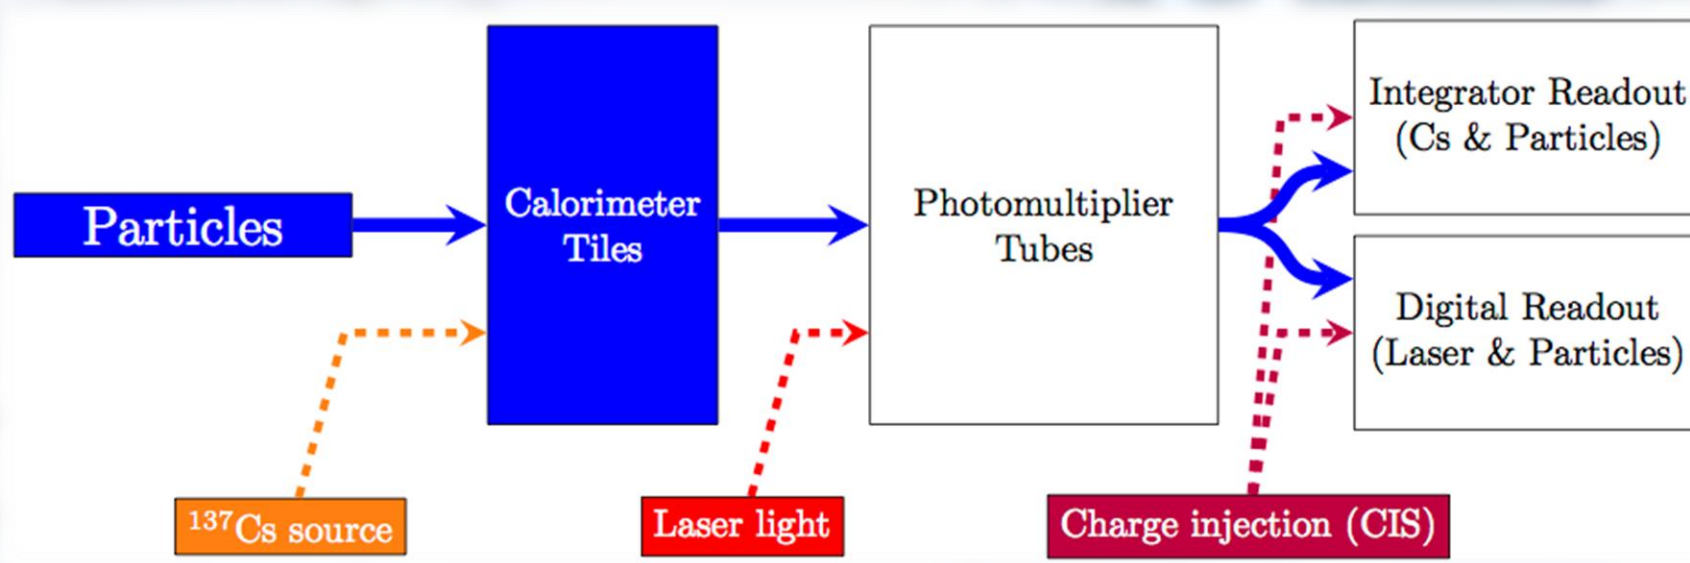 Particles
Calorimeter
Tiles
Photomultiplier
Tubes
Integrator Readout
(Cs & Particles)
Digital Readout
(Laser & Particles)
¹³⁷Cs source
Laser light
Charge injection (CIS)